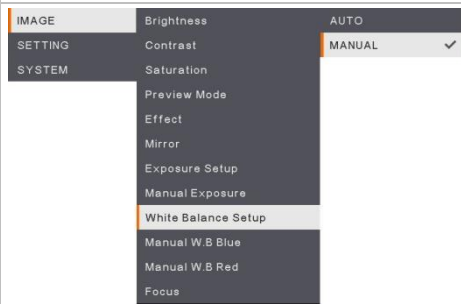 IMAGE
SETTING
SYSTEM
Brightness
Contrast
Saturation
Preview Mode
Effect
Mirror
Exposure Setup
Manual Exposure
White Balance Setup
Manual W.B Blue
Manual W.B Red
Focus
AUTO
MANUAL